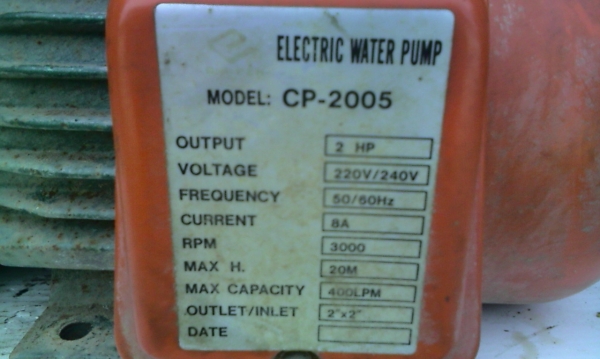 ELECTRIC WATER PUMP
MODEL: CP-2005
OUTPUT 2 HP
VOLTAGE 220V/240V
FREQUENCY 50/60Hz
CURRENT 8A
RPM 3000
MAX H. 20M
MAX CAPACITY 400LPM
OUTLET/INLET 2"x2"
DATE